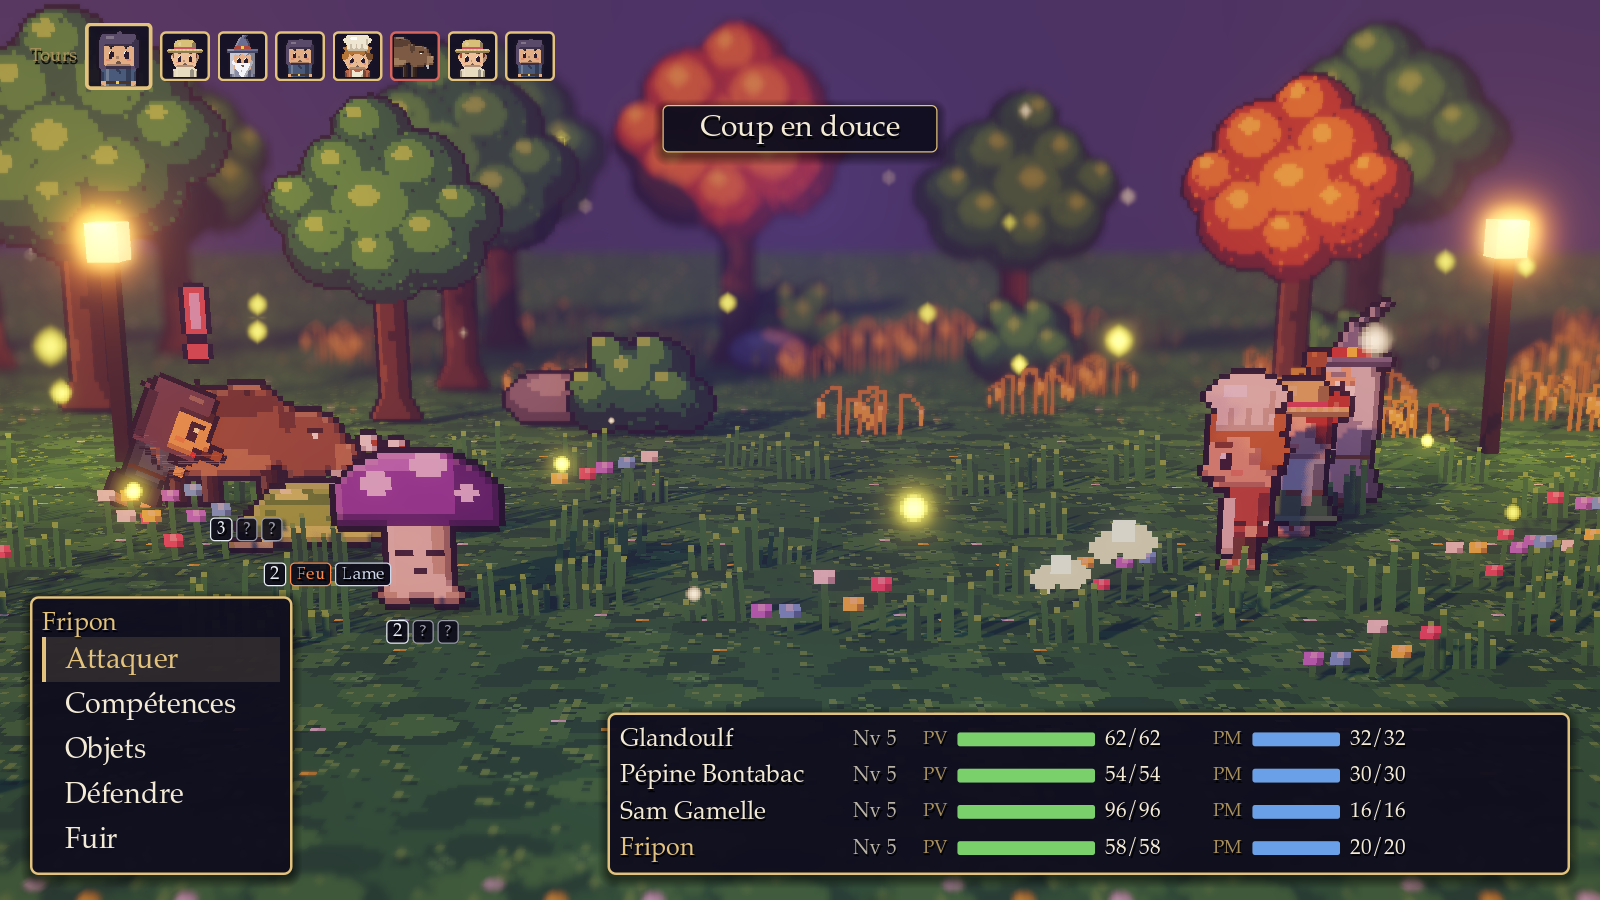 Tours
Coup en douce
3 ? ?
2 Feu Lame
2 ? ?
Fripon
Attaquer
Compétences
Objets
Défendre
Fuir
Glandoulf Nv 5 PV 62/62 PM 32/32
Pépine Bontabac Nv 5 PV 54/54 PM 30/30
Sam Gamelle Nv 5 PV 96/96 PM 16/16
Fripon Nv 5 PV 58/58 PM 20/20